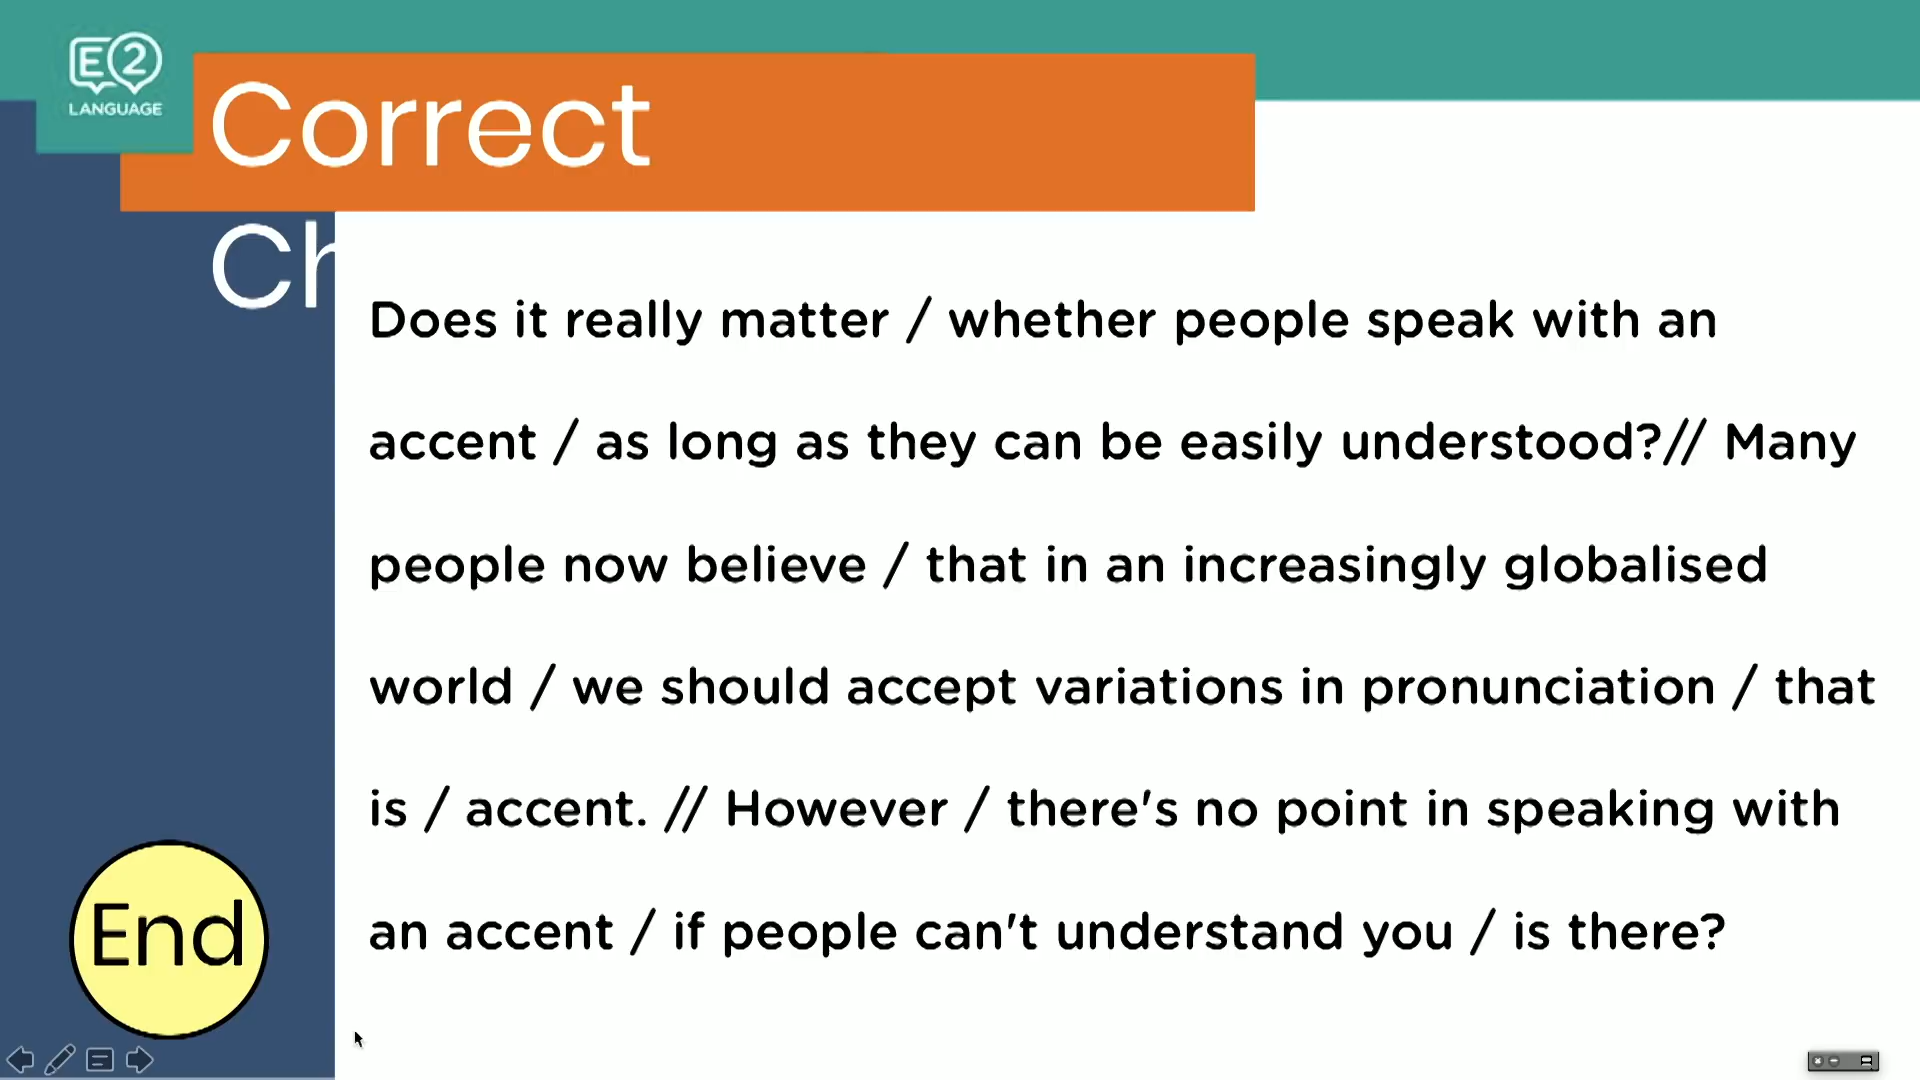 E2
LANGUAGE
Correct
Ch
Does it really matter / whether people speak with an
accent / as long as they can be easily understood?// Many
people now believe / that in an increasingly globalised
world / we should accept variations in pronunciation / that
is / accent. // However / there's no point in speaking with
an accent / if people can't understand you / is there?
End